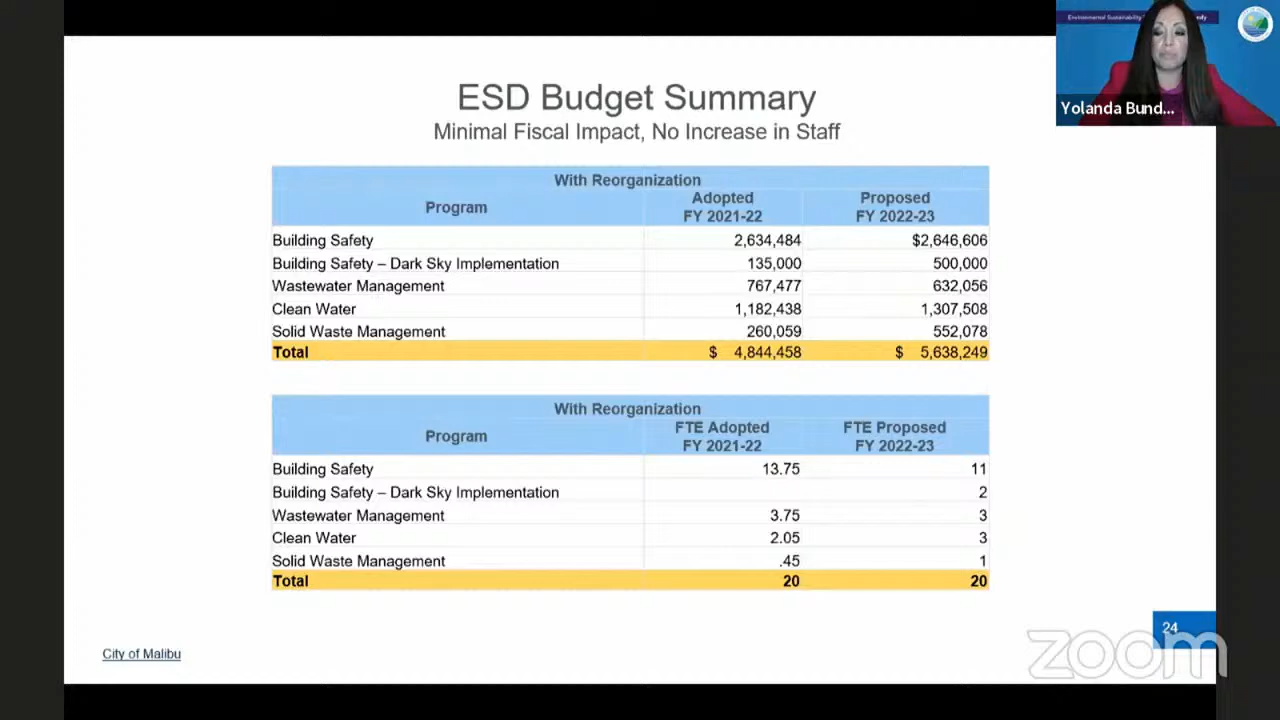 Environmental Sustainability
Yolanda Bund...
ESD Budget Summary
Minimal Fiscal Impact, No Increase in Staff
With Reorganization
Program Adopted FY 2021-22 Proposed FY 2022-23
Building Safety 2,634,484 $2,646,606
Building Safety – Dark Sky Implementation 135,000 500,000
Wastewater Management 767,477 632,056
Clean Water 1,182,438 1,307,508
Solid Waste Management 260,059 552,078
Total $ 4,844,458 $ 5,638,249
With Reorganization
Program FTE Adopted FY 2021-22 FTE Proposed FY 2022-23
Building Safety 13.75 11
Building Safety – Dark Sky Implementation 2
Wastewater Management 3.75 3
Clean Water 2.05 3
Solid Waste Management .45 1
Total 20 20
24
City of Malibu
zoom